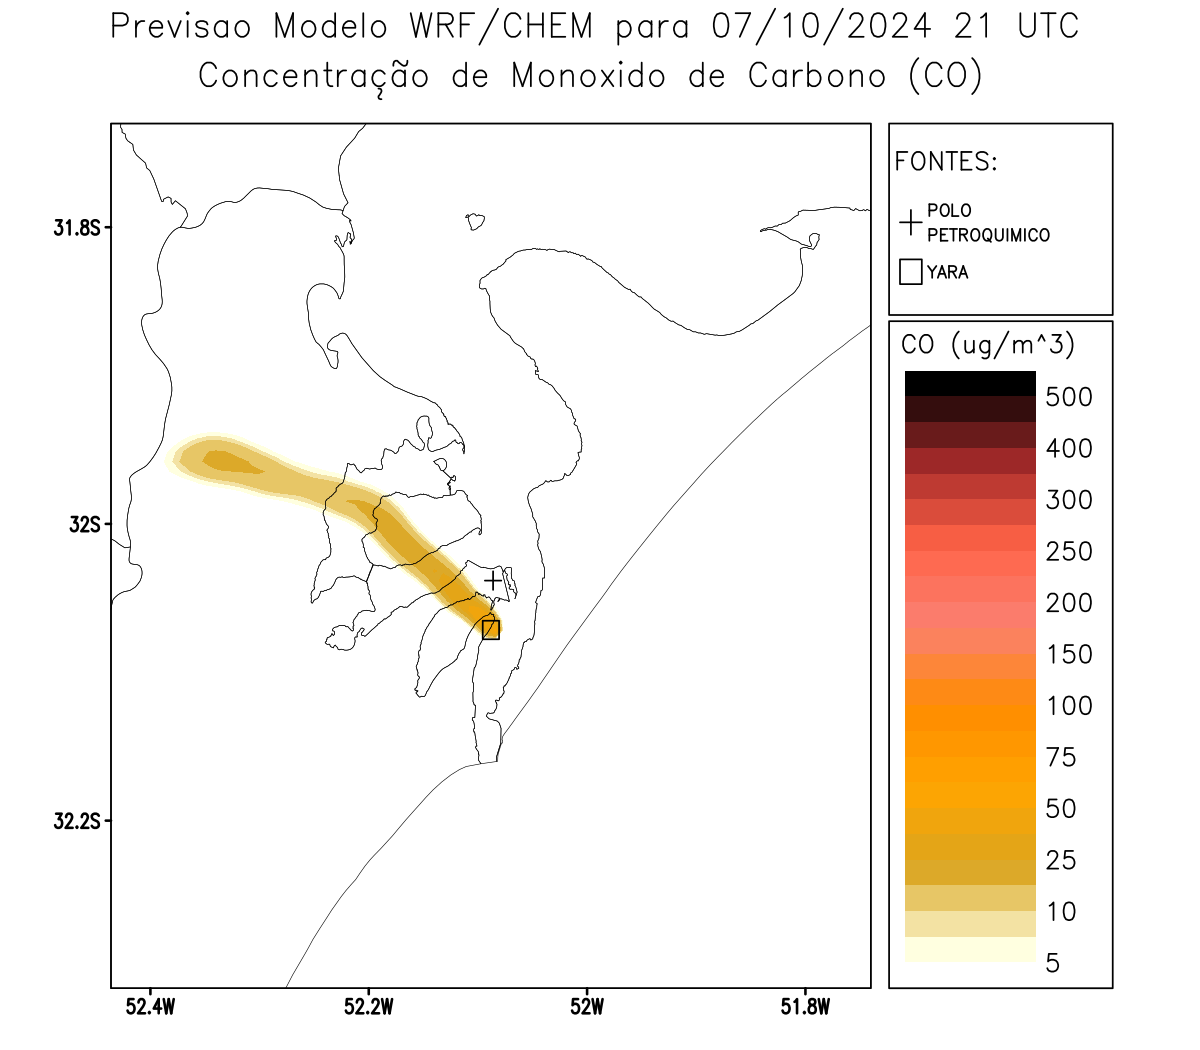 Previsao Modelo WRF/CHEM para 07/10/2024 21 UTC
Concentração de Monoxido de Carbono (CO)
FONTES:
POLO
PETROQUIMICO
YARA
31.8S
32S
32.2S
52.4W
52.2W
52W
51.8W
CO (ug/m^3)
500
400
300
250
200
150
100
75
50
25
10
5